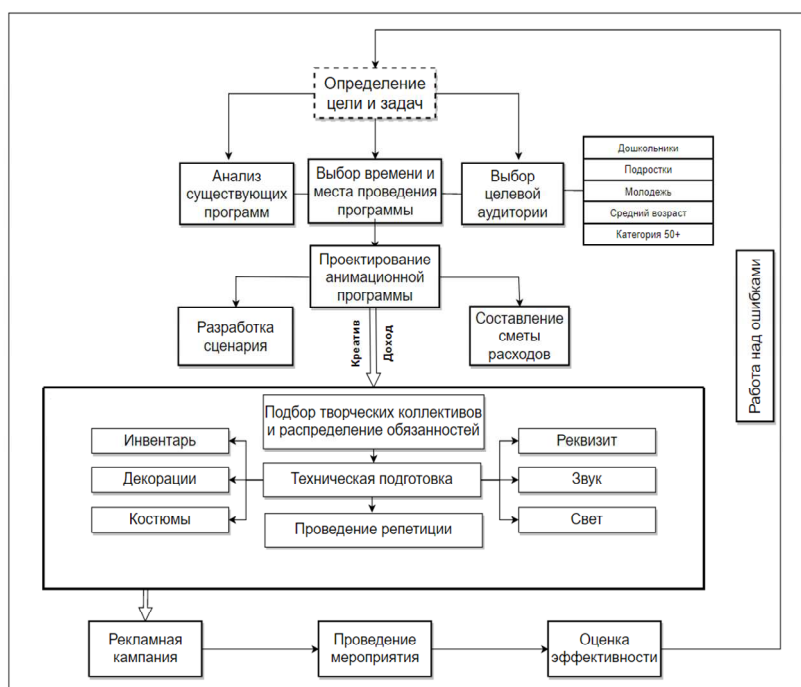 Определение
цели и задач
Анализ
существующих
программ
Выбор времени и
места проведения
программы
Выбор
целевой
аудитории
Дошкольники
Подростки
Молодежь
Средний возраст
Категория 50+
Проектирование
анимационной
программы
Разработка
сценария
Креатив
Доход
Составление
сметы
расходов
Работа над ошибками
Подбор творческих коллективов
и распределение обязанностей
Инвентарь
Декорации
Костюмы
Техническая подготовка
Проведение репетиции
Реквизит
Звук
Свет
Рекламная
кампания
Проведение
мероприятия
Оценка
эффективности